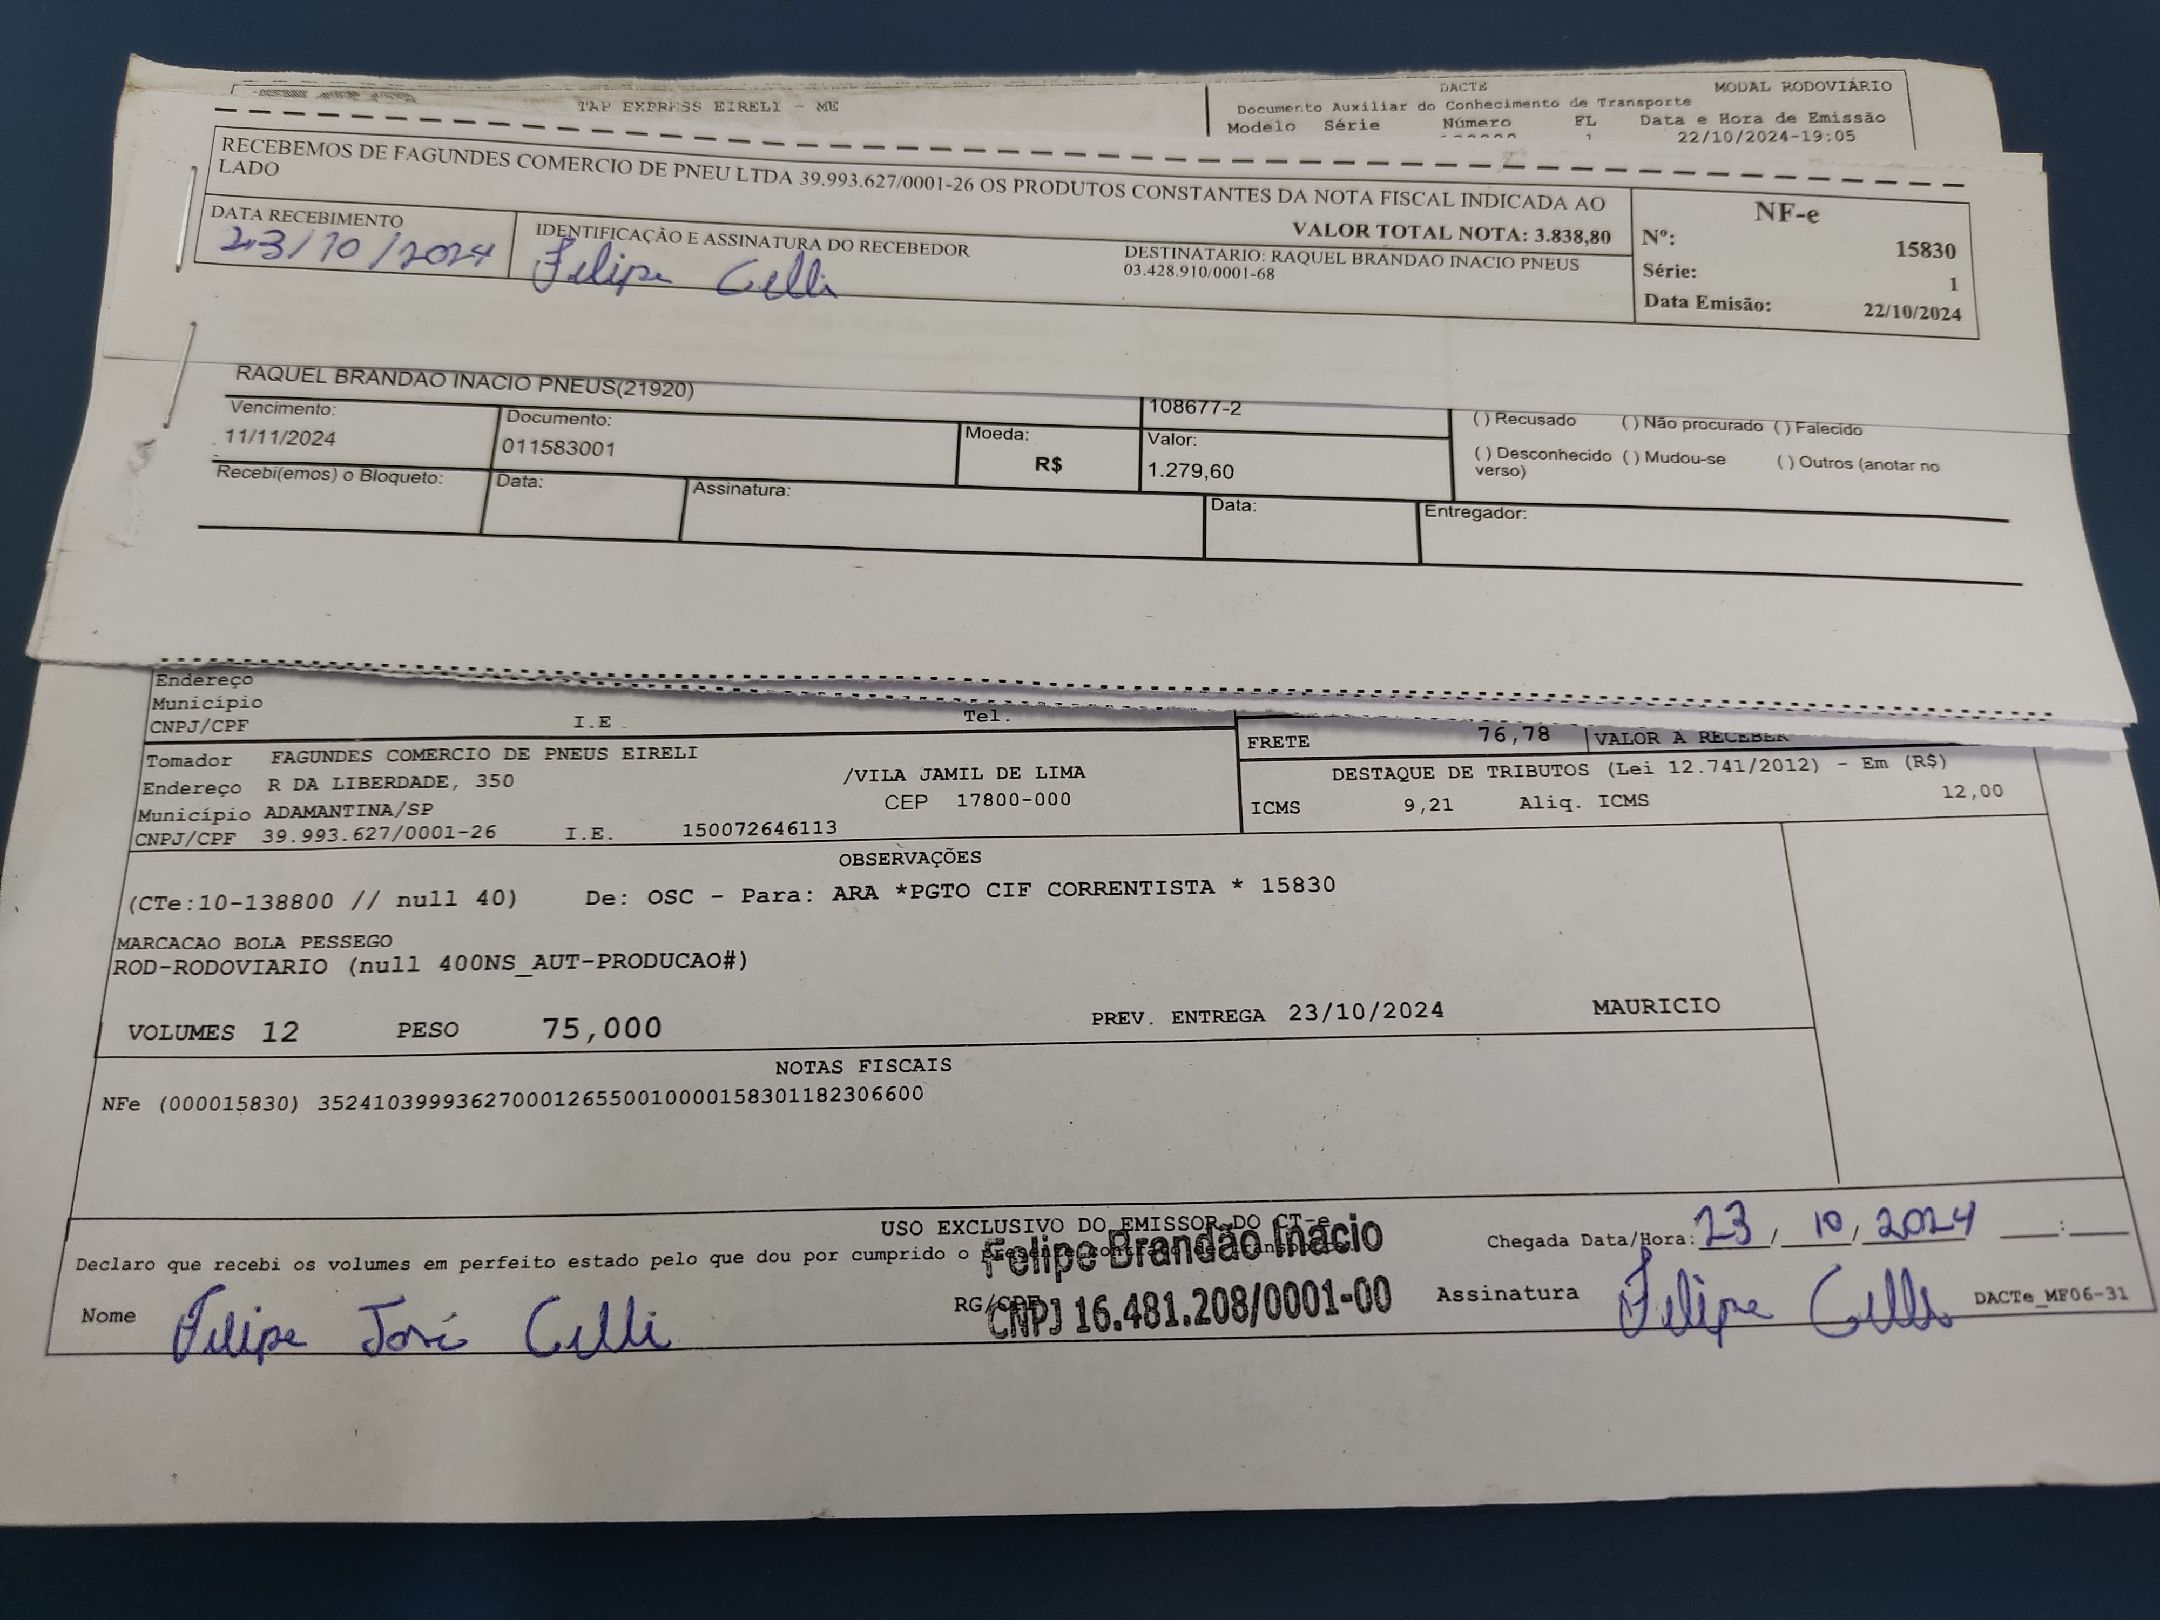 TAP EXPRESS EIRELI - ME
DACTE
MODAL RODOVIÁRIO
Documento Auxiliar do Conhecimento de Transporte
Modelo Série Número FL Data e Hora de Emissão
1 22/10/2024-19:05
RECEBEMOS DE FAGUNDES COMERCIO DE PNEU LTDA 39.993.627/0001-26 OS PRODUTOS CONSTANTES DA NOTA FISCAL INDICADA AO
LADO
VALOR TOTAL NOTA: 3.838,80
DATA RECEBIMENTO
23/10/2024
IDENTIFICAÇÃO E ASSINATURA DO RECEBEDOR
Felipe Celli
DESTINATARIO: RAQUEL BRANDAO INACIO PNEUS
03.428.910/0001-68
NF-e
Nº: 15830
Série: 1
Data Emisão: 22/10/2024
RAQUEL BRANDAO INACIO PNEUS(21920)
108677-2
Vencimento:
11/11/2024
Documento:
011583001
Moeda:
R$
Valor:
1.279,60
( ) Recusado ( ) Não procurado ( ) Falecido
( ) Desconhecido ( ) Mudou-se ( ) Outros (anotar no
verso)
Recebi(emos) o Bloqueto: Data: Assinatura: Data: Entregador:
Endereço
Município
CNPJ/CPF I.E Tel.
FRETE 76,78 VALOR A RECEBER
Tomador FAGUNDES COMERCIO DE PNEUS EIRELI
Endereço R DA LIBERDADE, 350 /VILA JAMIL DE LIMA
Município ADAMANTINA/SP CEP 17800-000
CNPJ/CPF 39.993.627/0001-26 I.E. 150072646113
DESTAQUE DE TRIBUTOS (Lei 12.741/2012) - Em (R$)
ICMS 9,21 Aliq. ICMS 12,00
OBSERVAÇÕES
(CTe:10-138800 // null 40) De: OSC - Para: ARA *PGTO CIF CORRENTISTA * 15830
MARCACAO BOLA PESSEGO
ROD-RODOVIARIO (null 400NS_AUT-PRODUCAO#)
VOLUMES 12 PESO 75,000 PREV. ENTREGA 23/10/2024 MAURICIO
NOTAS FISCAIS
NFe (000015830) 35241039993627000126550010000158301182306600
USO EXCLUSIVO DO EMISSOR DO CT-e
Declaro que recebi os volumes em perfeito estado pelo que dou por cumprido o presente contrato de
Felipe Brandão Inacio
CNPJ 16.481.208/0001-00
Chegada Data/Hora: 23/10/2024 :
Nome Felipe José Celli RG/CPF Assinatura Felipe Celli DACTe_MF06-31